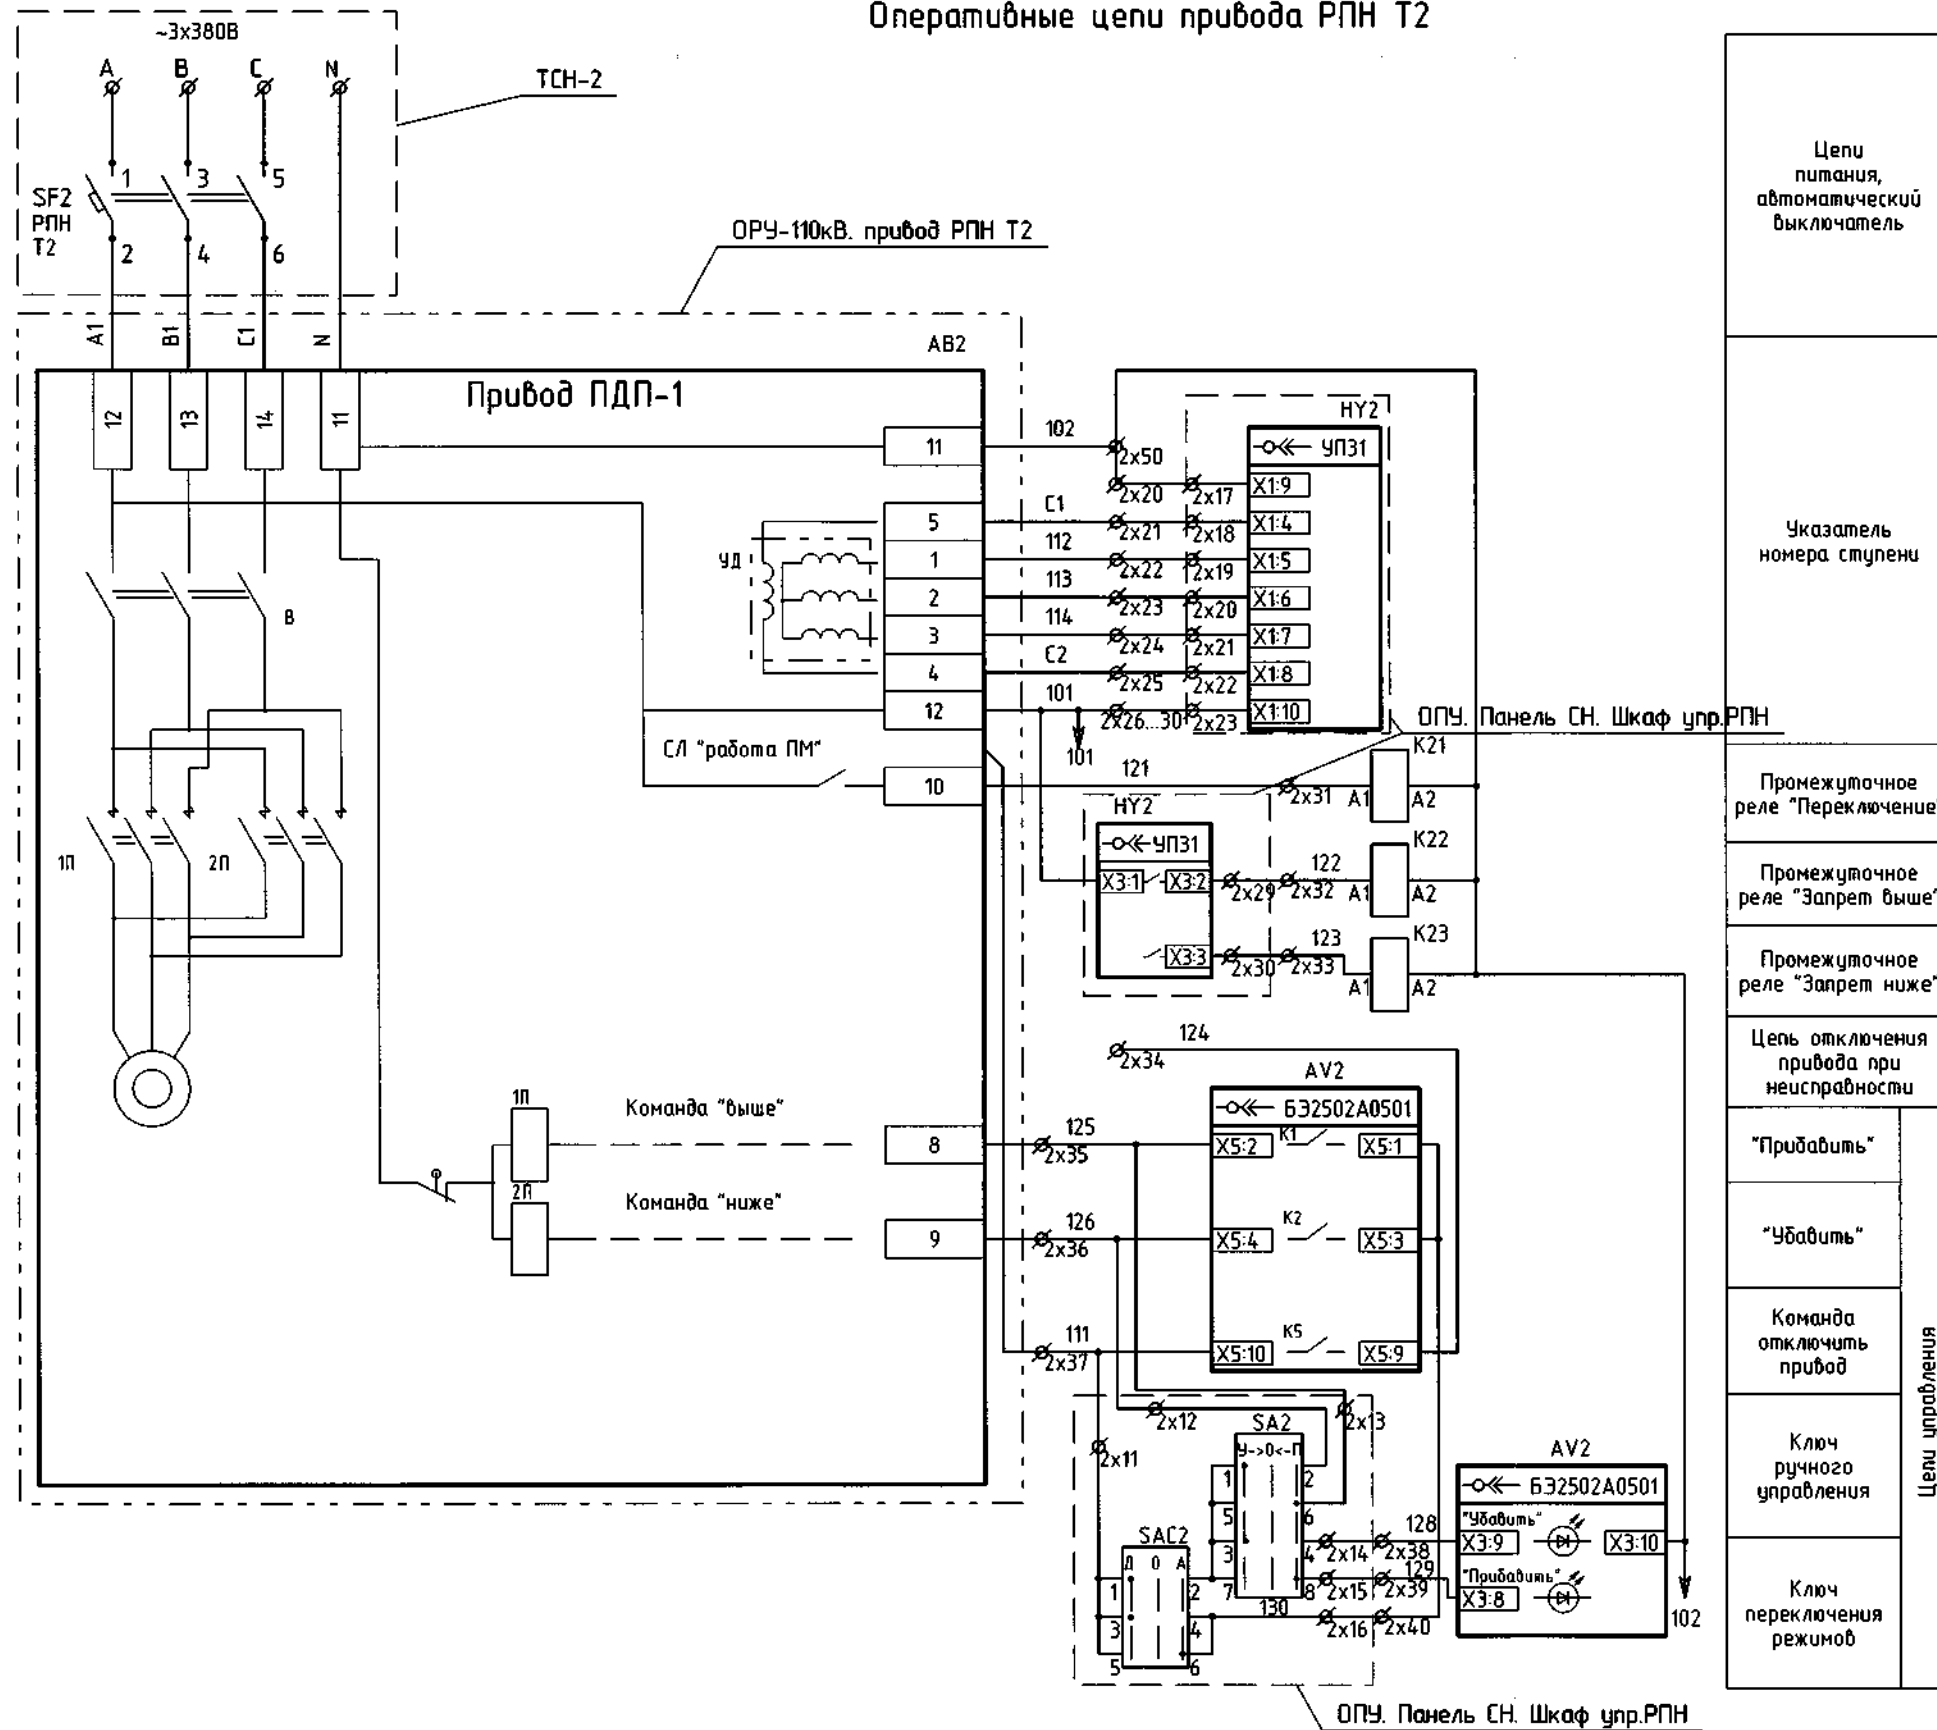 Оперативные цепи привода РПН Т2
~3х380В
A B C N
ТСН-2
1 3 5
SF2
РПН
Т2
2 4 6
ОРУ-110кВ. привод РПН Т2
A1 B1 C1 N
АВ2
Привод ПДП-1
12 13 14 11
11
102
2х50
HY2
УП31
2х20 2х17 X1:9
5 C1 2х21 2х18 X1:4
УД
1 112 2х22 2х19 X1:5
2 113 2х23 2х20 X1:6
3 114 2х24 2х21 X1:7
4 C2 2х25 2х22 X1:8
12 101 2х26...30 2х23 X1:10
101
В
ОПУ. Панель СН. Шкаф упр.РПН
СЛ "работа ПМ"
10 121 2х31 A1 K21 A2
HY2
УП31
1П 2П
X3:1 X3:2 2х29 122 2х32 A1 K22 A2
X3:3 2х30 123 2х33 A1 K23 A2
124
2х34
AV2
БЭ2502А0501
1П
Команда "выше"
8 125 2х35 X5:2 K1 X5:1
2П
Команда "ниже"
9 126 2х36 X5:4 K2 X5:3
111 2х37 X5:10 K5 X5:9
2х12 2х13
2х11
SA2
У->0<-П
1 2
5 6
3 4
7 8
130
SAC2
Д 0 А
1 2
3 4
5 6
2х14 2х38 128
2х15 2х39 129
2х16 2х40
AV2
БЭ2502А0501
"Убавить"
X3:9 X3:10
"Прибавить"
X3:8
102
ОПУ. Панель СН. Шкаф упр.РПН
Цепи
питания,
автоматический
выключатель
Указатель
номера ступени
Промежуточное
реле "Переключение"
Промежуточное
реле "Запрет выше"
Промежуточное
реле "Запрет ниже"
Цепь отключения
привода при
неисправности
"Прибавить"
"Убавить"
Команда
отключить
привод
Ключ
ручного
управления
Ключ
переключения
режимов
Цепи управления